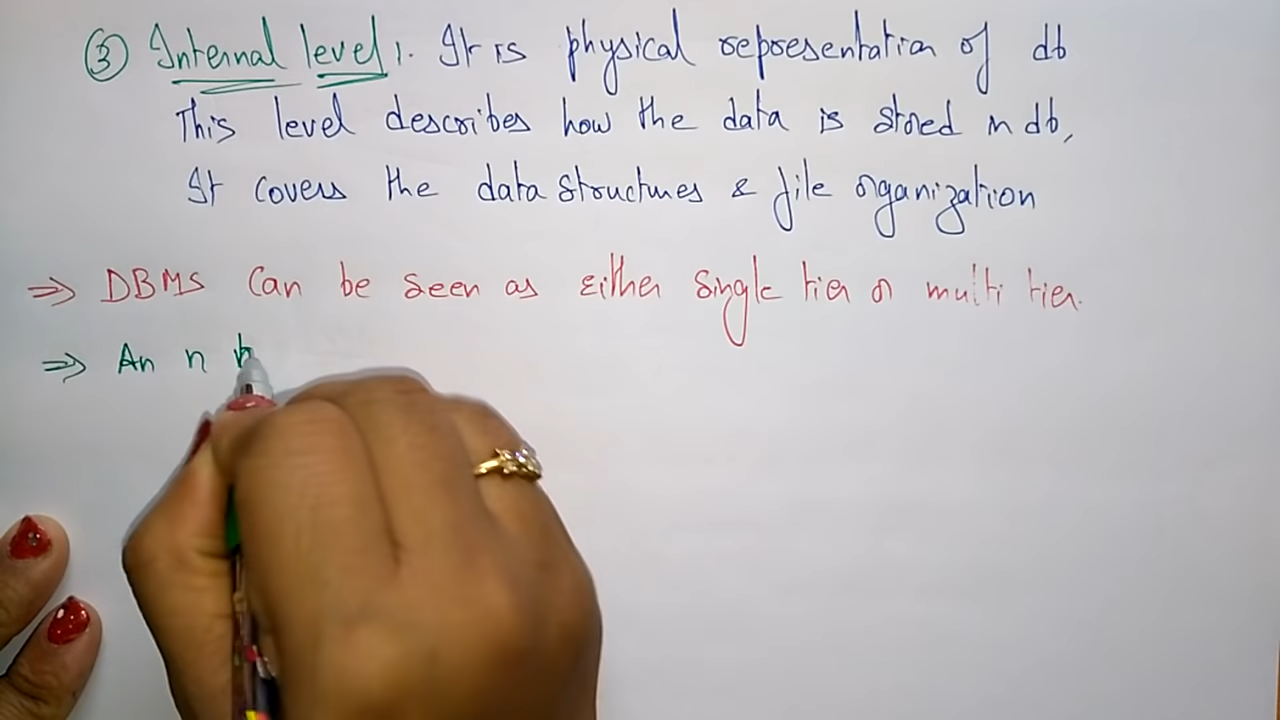 ③ Internal level :- It is physical representation of db
This level describes how the data is stored in db,
It covers the data structures & file organization
⇒ DBMS Can be seen as either single tier or multi tier.
⇒ An n